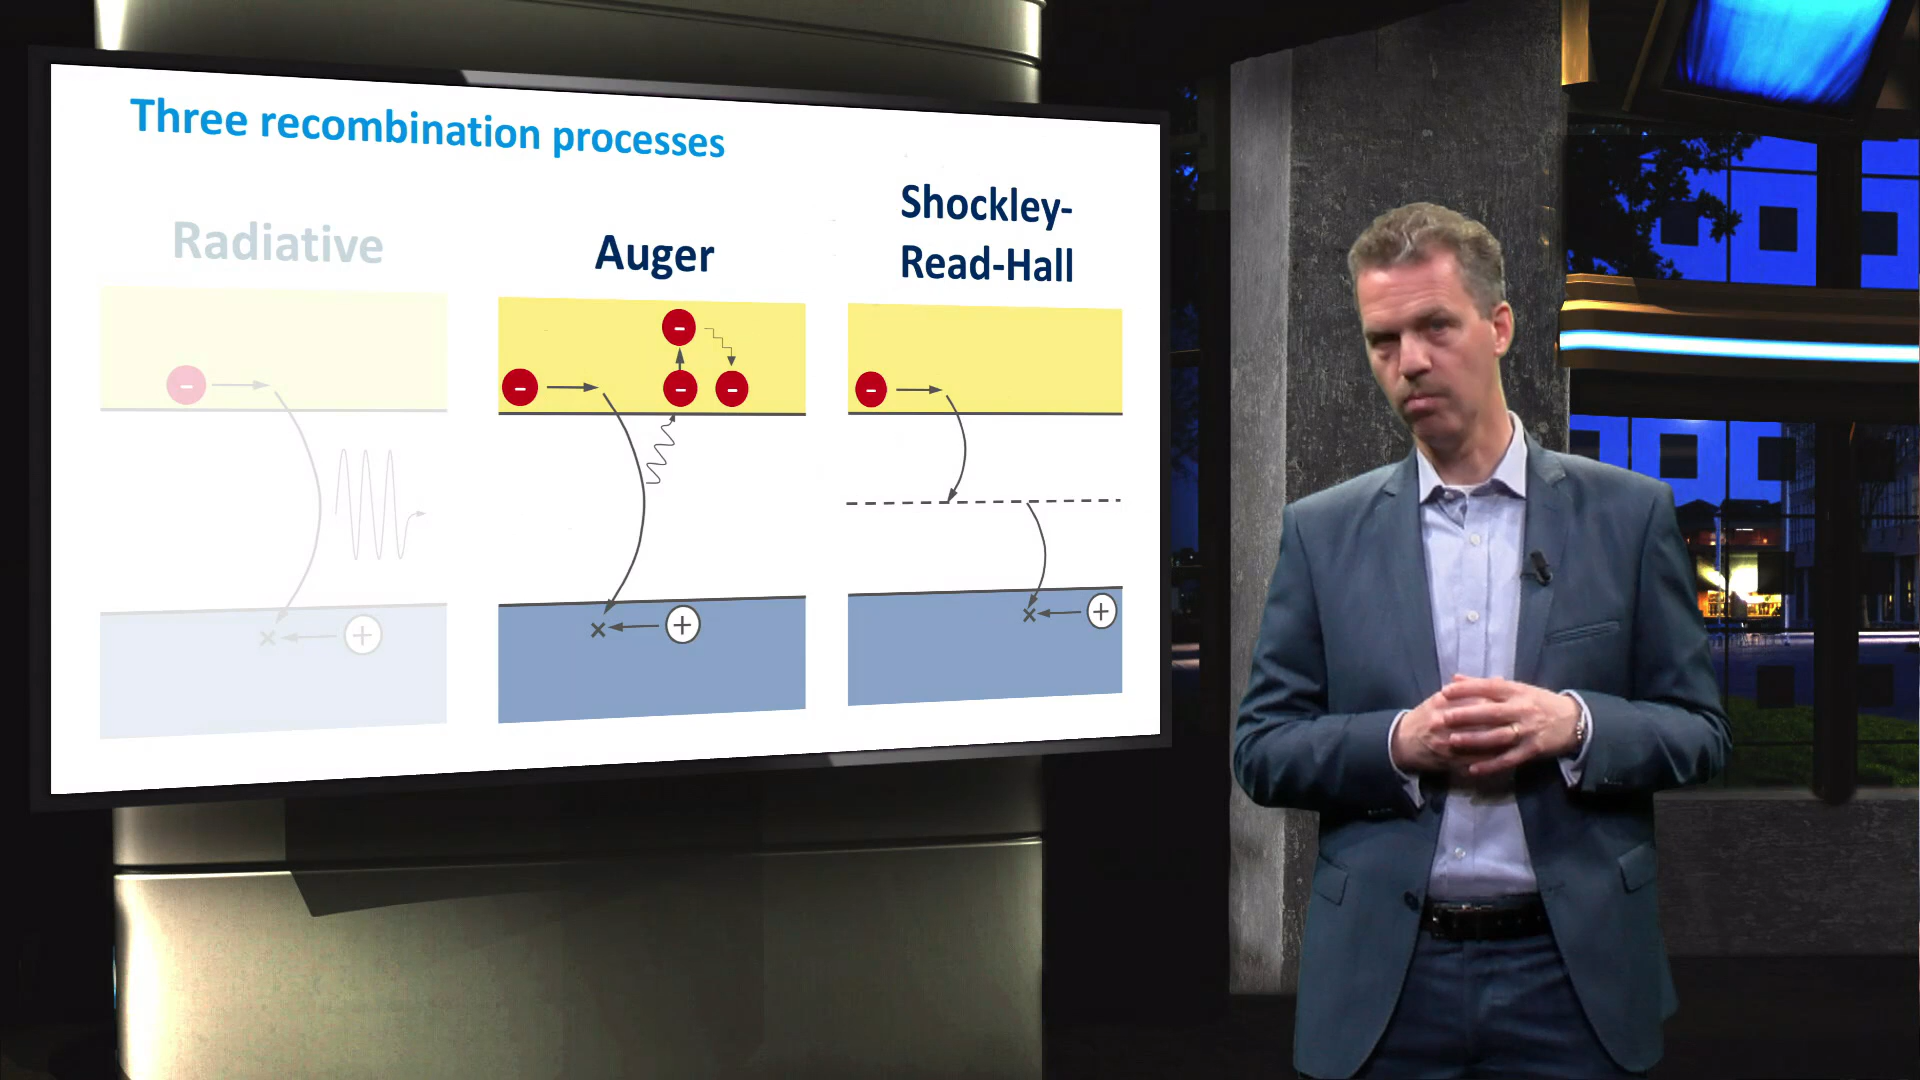 Three recombination processes
Radiative
Auger
Shockley-
Read-Hall
-
-
-
-
-
+
+
+
×
×
×